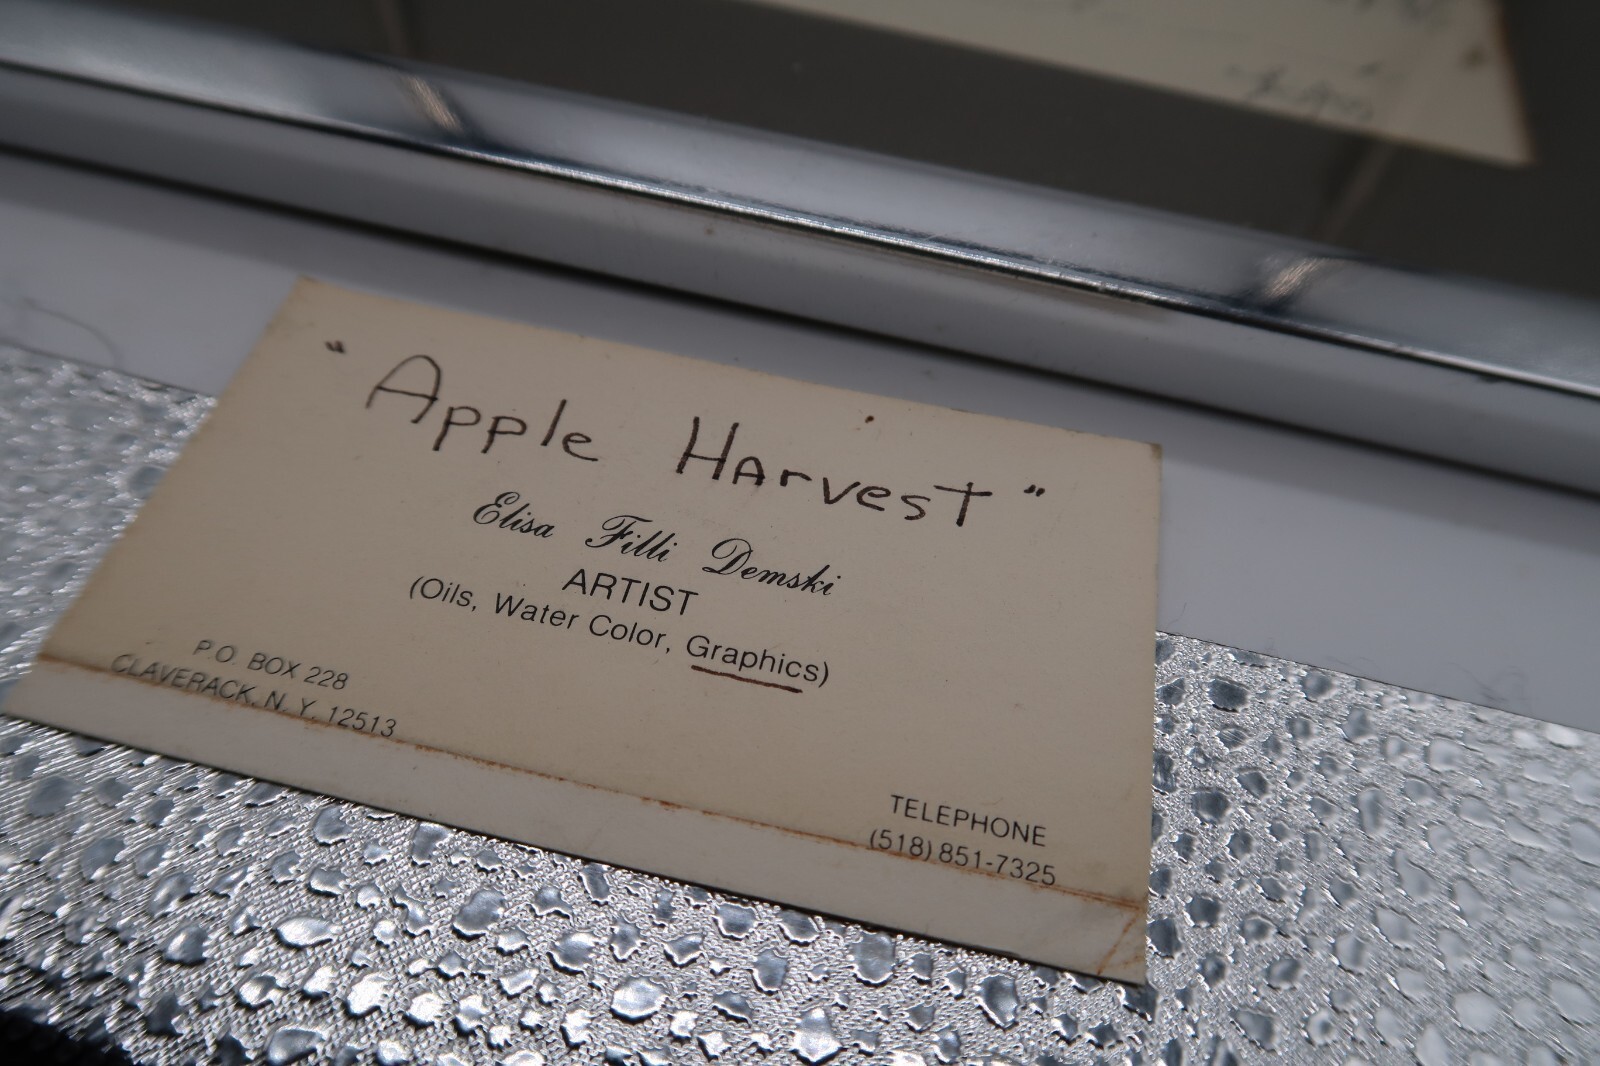 "Apple Harvest"
Elisa Filli Demski
ARTIST
(Oils, Water Color, Graphics)
P.O. BOX 228
CLAVERACK, N. Y. 12513
TELEPHONE
(518) 851-7325